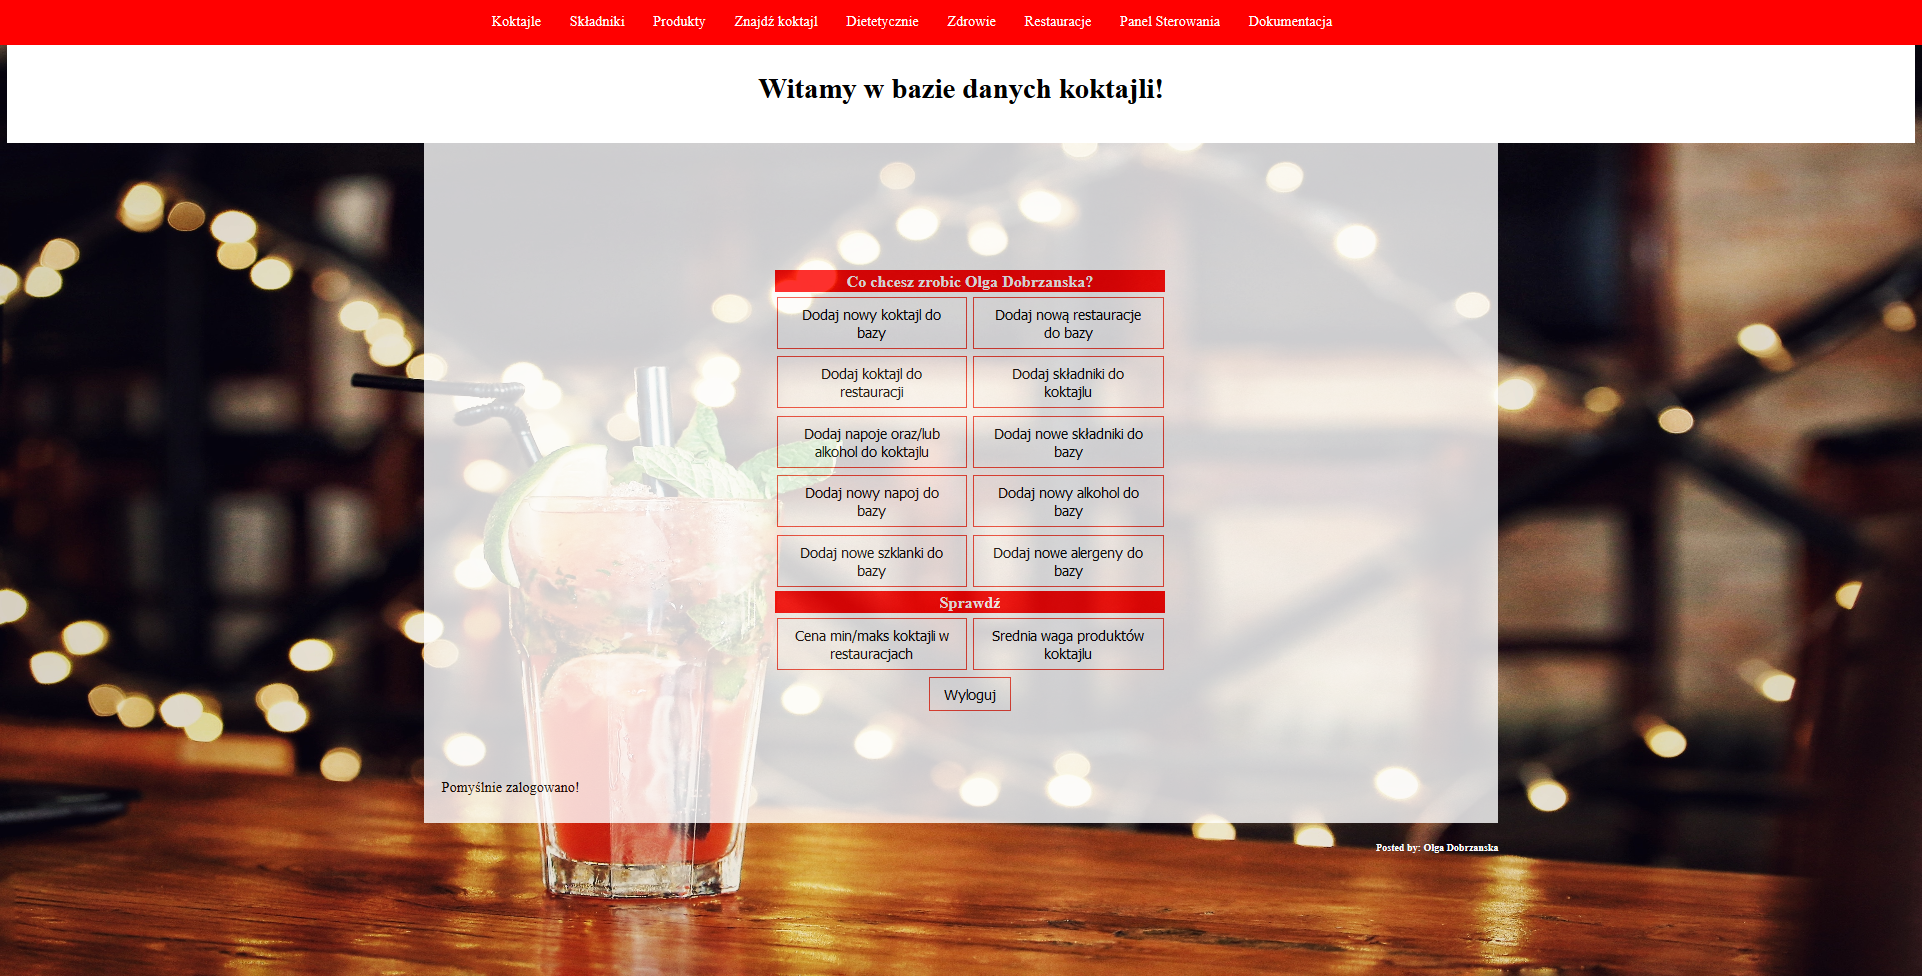 Koktajle Składniki Produkty Znajdź koktajl Dietetycznie Zdrowie Restauracje Panel Sterowania Dokumentacja
Witamy w bazie danych koktajli!
Co chcesz zrobic Olga Dobrzanska?
Dodaj nowy koktajl do
bazy
Dodaj nową restauracje
do bazy
Dodaj koktajl do
restauracji
Dodaj składniki do
koktajlu
Dodaj napoje oraz/lub
alkohol do koktajlu
Dodaj nowe składniki do
bazy
Dodaj nowy napoj do
bazy
Dodaj nowy alkohol do
bazy
Dodaj nowe szklanki do
bazy
Dodaj nowe alergeny do
bazy
Sprawdź
Cena min/maks koktajli w
restauracjach
Srednia waga produktów
koktajlu
Wyloguj
Pomyślnie zalogowano!
Posted by: Olga Dobrzanska